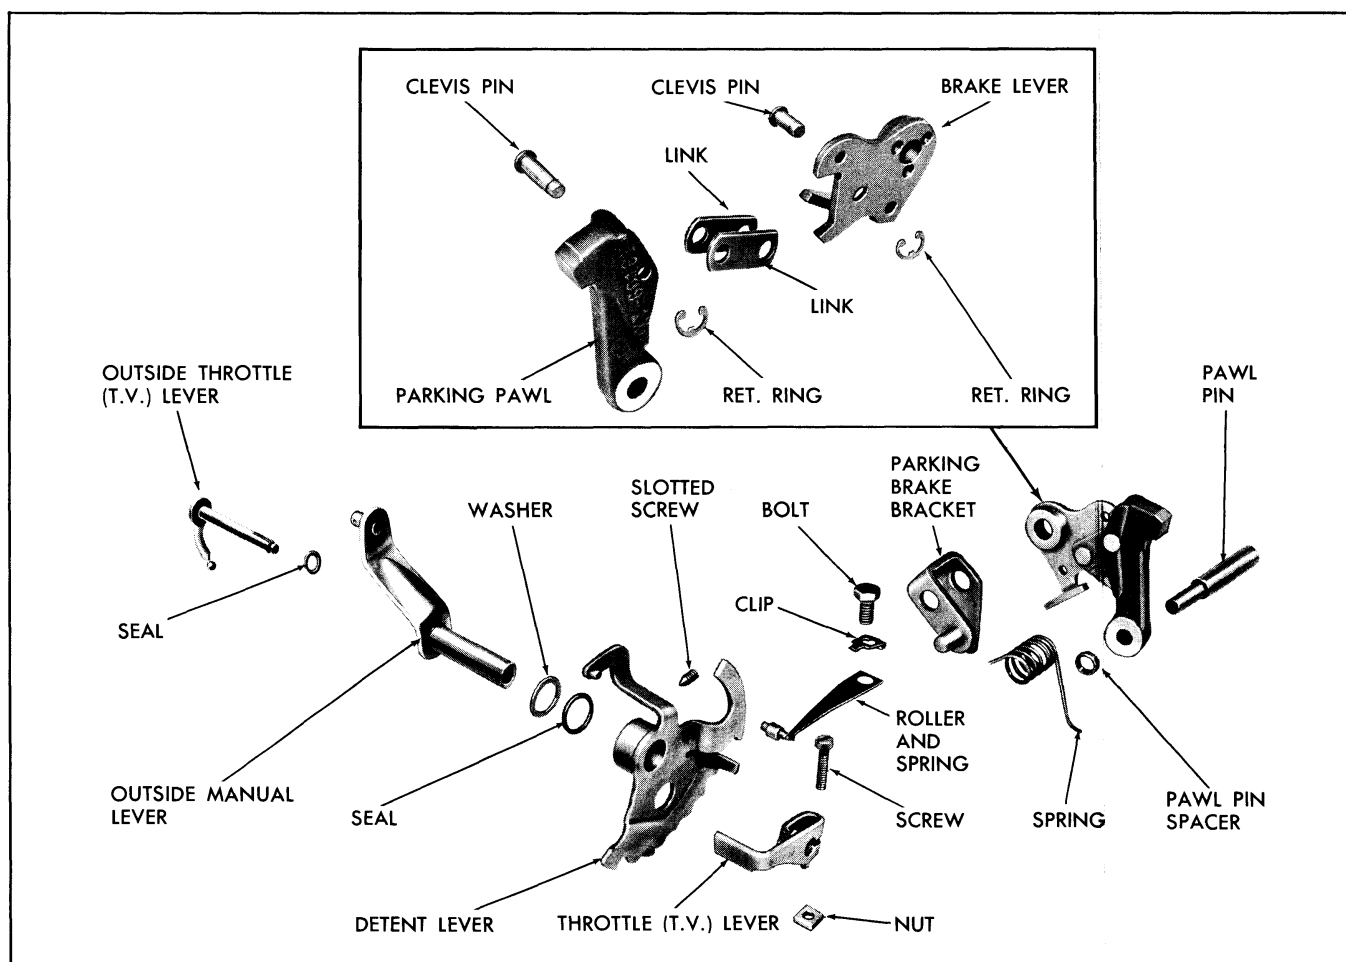 CLEVIS PIN
CLEVIS PIN
BRAKE LEVER
LINK
LINK
PARKING PAWL
RET. RING
RET. RING
OUTSIDE THROTTLE
(T.V.) LEVER
PAWL
PIN
WASHER
SLOTTED
SCREW
BOLT
PARKING
BRAKE
BRACKET
SEAL
CLIP
ROLLER
AND
SPRING
OUTSIDE MANUAL
LEVER
SEAL
SCREW
SPRING
PAWL PIN
SPACER
DETENT LEVER
THROTTLE (T.V.) LEVER
NUT